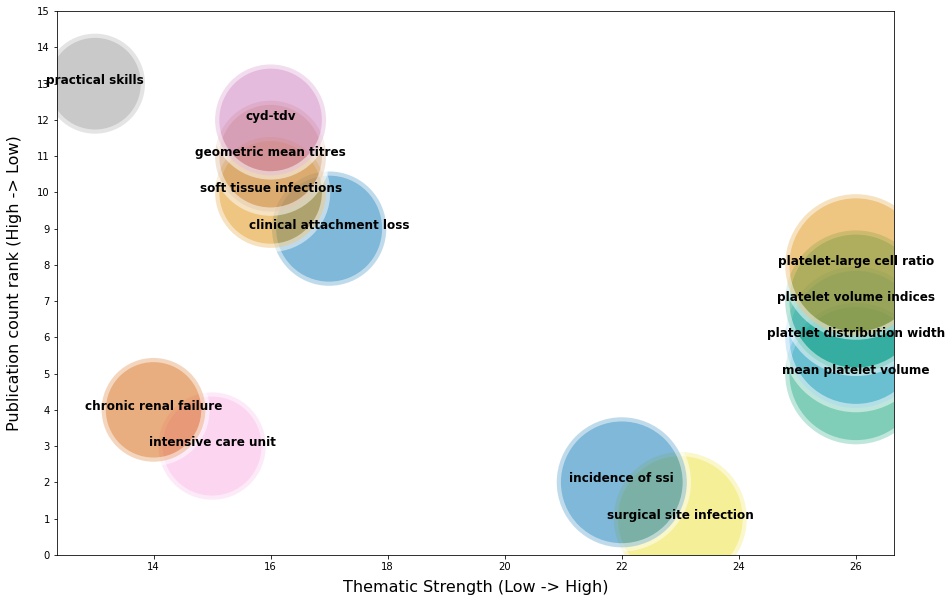 15
14
13
12
11
10
9
8
7
6
5
4
3
2
1
0
Publication count rank (High -> Low)
practical skills
cyd-tdv
geometric mean titres
soft tissue infections
clinical attachment loss
platelet-large cell ratio
platelet volume indices
platelet distribution width
mean platelet volume
chronic renal failure
intensive care unit
incidence of ssi
surgical site infection
14 16 18 20 22 24 26
Thematic Strength (Low -> High)